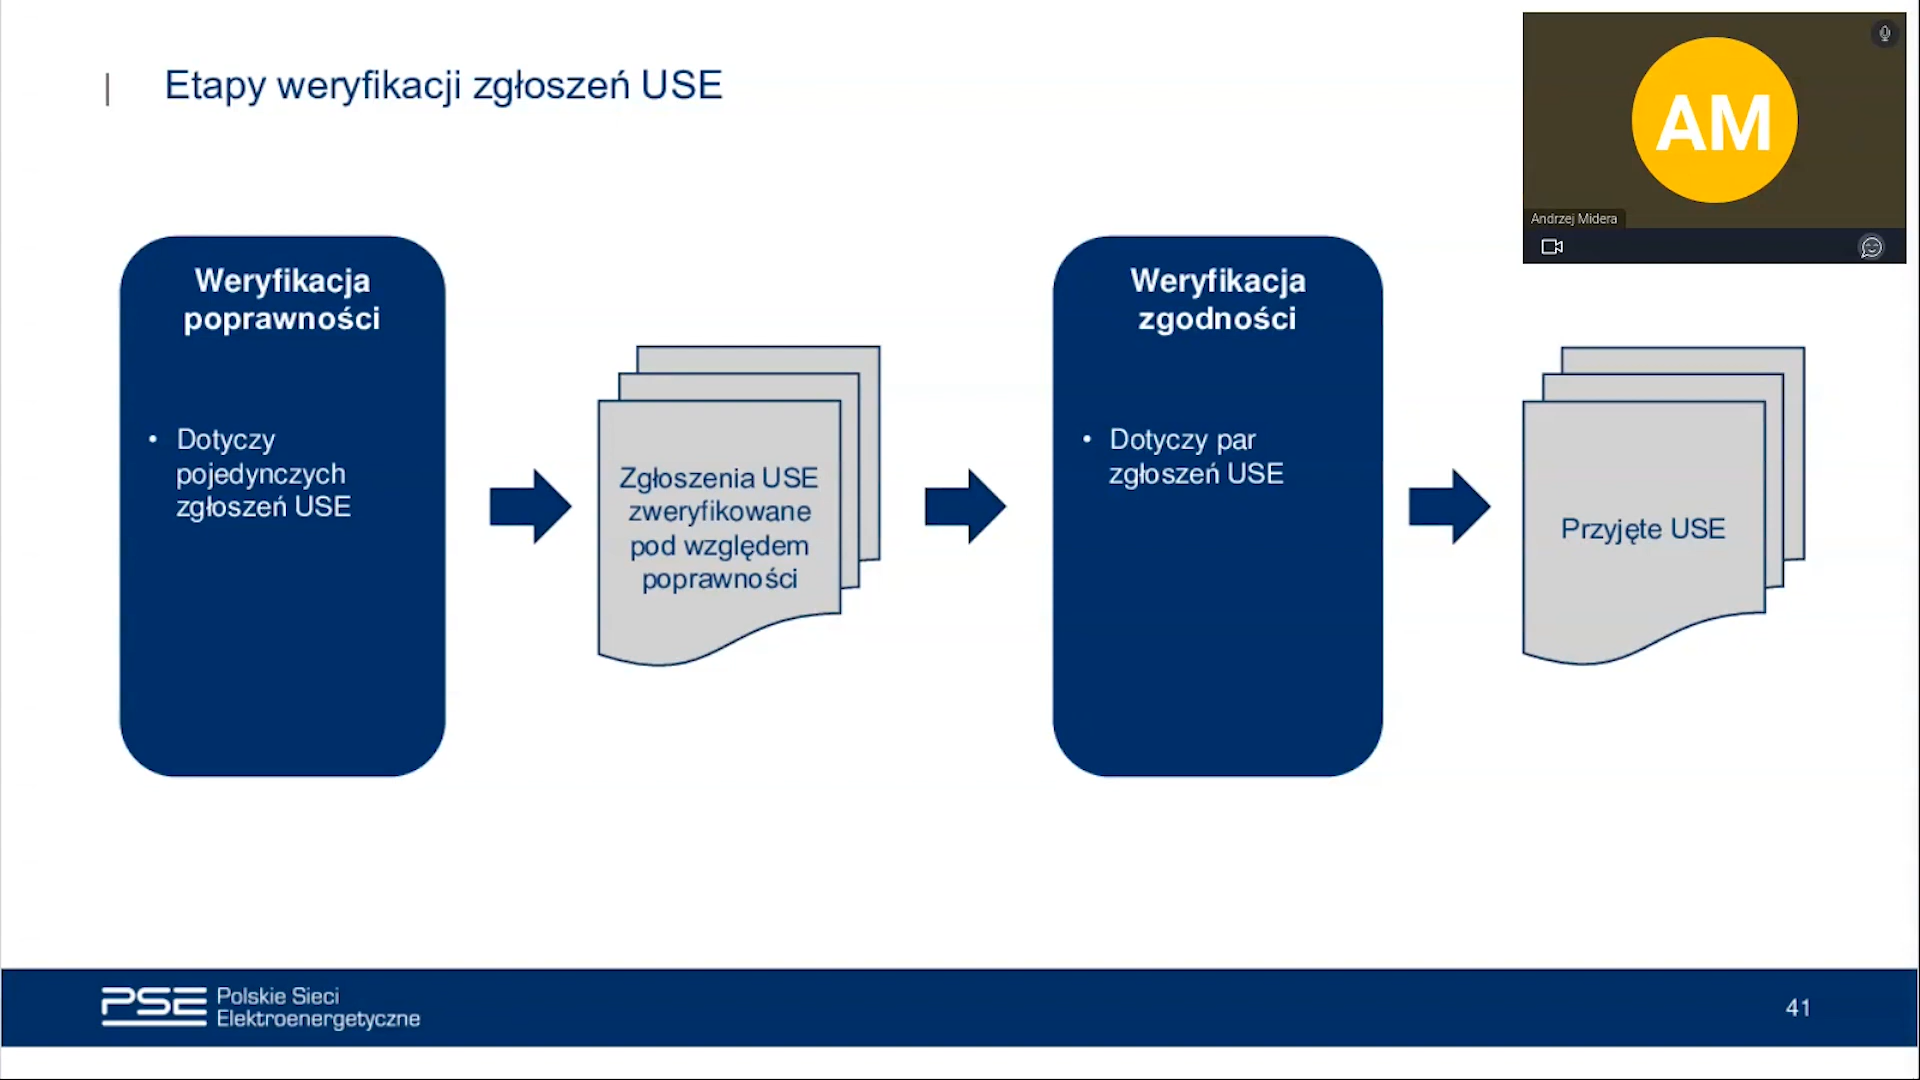 Etapy weryfikacji zgłoszeń USE
AM
Andrzej Midera
Weryfikacja
poprawności
• Dotyczy
pojedynczych
zgłoszeń USE
Zgłoszenia USE
zweryfikowane
pod względem
poprawności
Weryfikacja
zgodności
• Dotyczy par
zgłoszeń USE
Przyjęte USE
PSE
Polskie Sieci
Elektroenergetyczne
41